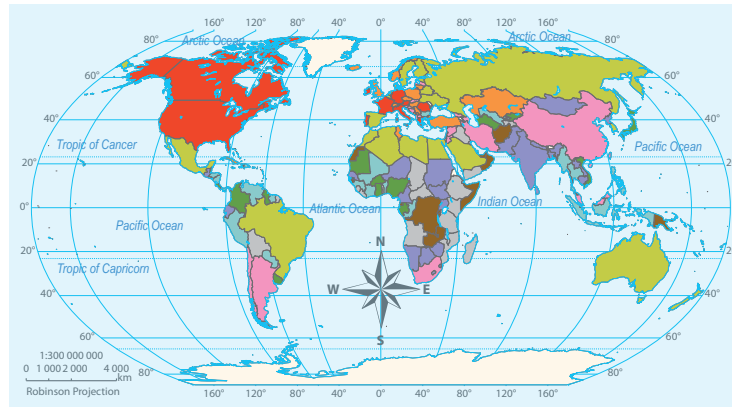 160° 120° 80° 40° 0° 40° 80° 120° 160°
Arctic Ocean
Arctic Ocean
80° 80°
60° 60°
40° 40°
Tropic of Cancer
Pacific Ocean
20° 20°
Indian Ocean
Atlantic Ocean
0° 0°
Pacific Ocean
N
20° 2
Tropic of Capricorn
W E
40° 40°
S
60° 60°
1:300 000 000
80° 80°
0 1 000 2 000 4 000
km
Robinson Projection
160° 120° 80° 40° 0° 40° 80° 120° 160°